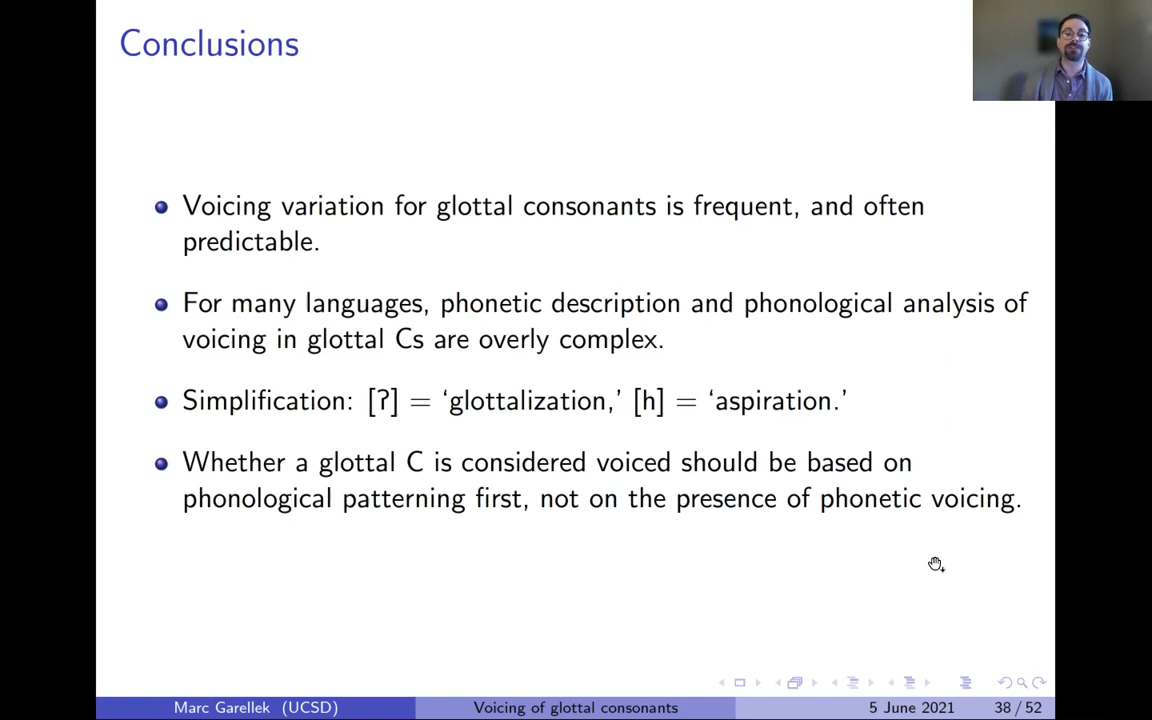 Conclusions
Voicing variation for glottal consonants is frequent, and often
predictable.
For many languages, phonetic description and phonological analysis of
voicing in glottal Cs are overly complex.
Simplification: [ʔ] = ‘glottalization,’ [h] = ‘aspiration.’
Whether a glottal C is considered voiced should be based on
phonological patterning first, not on the presence of phonetic voicing.
Marc Garellek (UCSD) Voicing of glottal consonants 5 June 2021 38 / 52